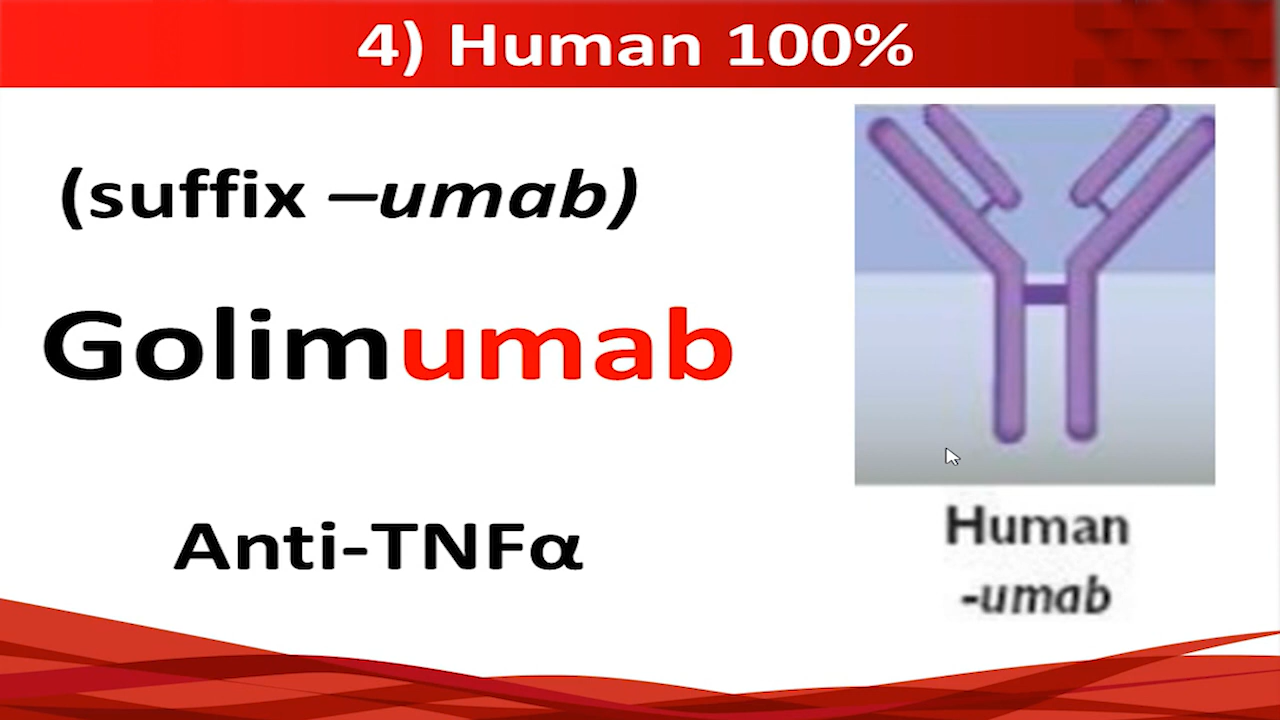 4) Human 100%
(suffix –umab)
Golimumab
Anti-TNFα
Human
-umab